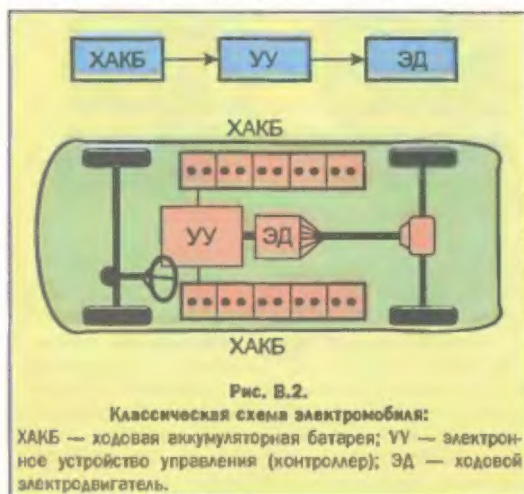 ХАКБ УУ ЭД
ХАКБ
УУ ЭД
ХАКБ
Рис. В.2.
Классическая схема электромобиля:
ХАКБ — ходовая аккумуляторная батарея; УУ — электрон-
ное устройство управления (контроллер); ЭД — ходовой
электродвигатель.